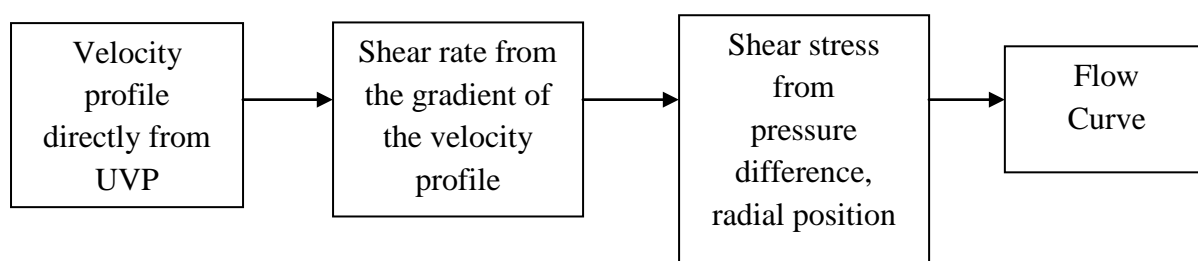 Velocity
profile
directly from
UVP
Shear rate from
the gradient of
the velocity
profile
Shear stress
from
pressure
difference,
radial position
Flow
Curve